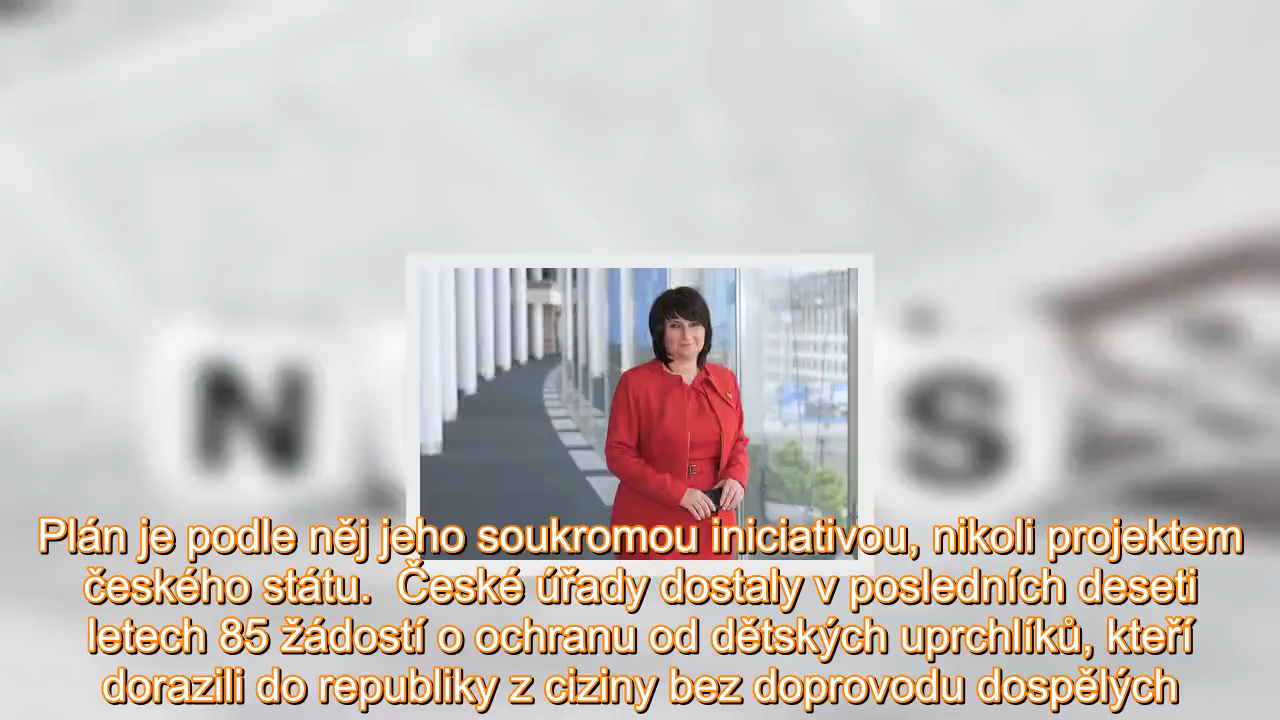 N S
Plán je podle něj jeho soukromou iniciativou, nikoli projektem
českého státu.  České úřady dostaly v posledních deseti
letech 85 žádostí o ochranu od dětských uprchlíků, kteří
dorazili do republiky z ciziny bez doprovodu dospělých